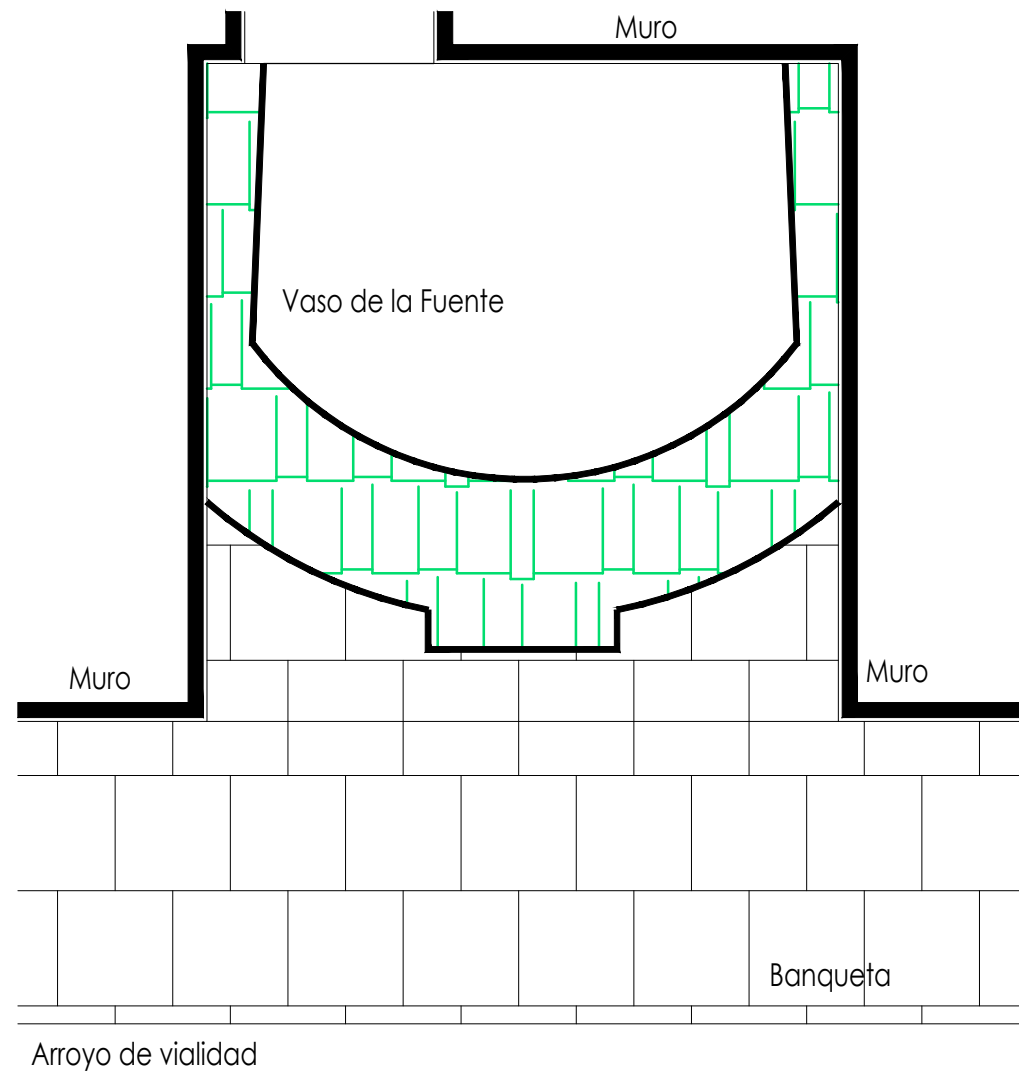 Muro
Vaso de la Fuente
Muro
Muro
Banqueta
Arroyo de vialidad